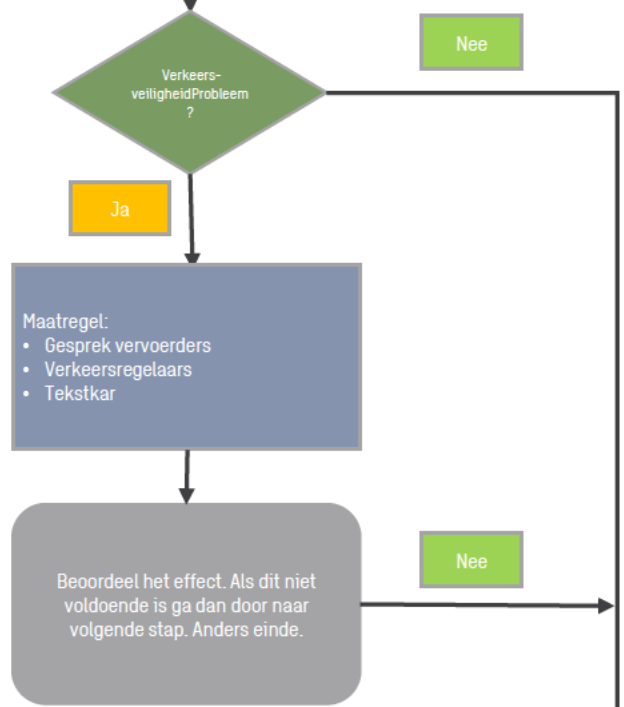 Verkeers-
veiligheidProbleem
?
Nee
Ja
Maatregel:
• Gesprek vervoerders
• Verkeersregelaars
• Tekstkar
Beoordeel het effect. Als dit niet
voldoende is ga dan door naar
volgende stap. Anders einde.
Nee